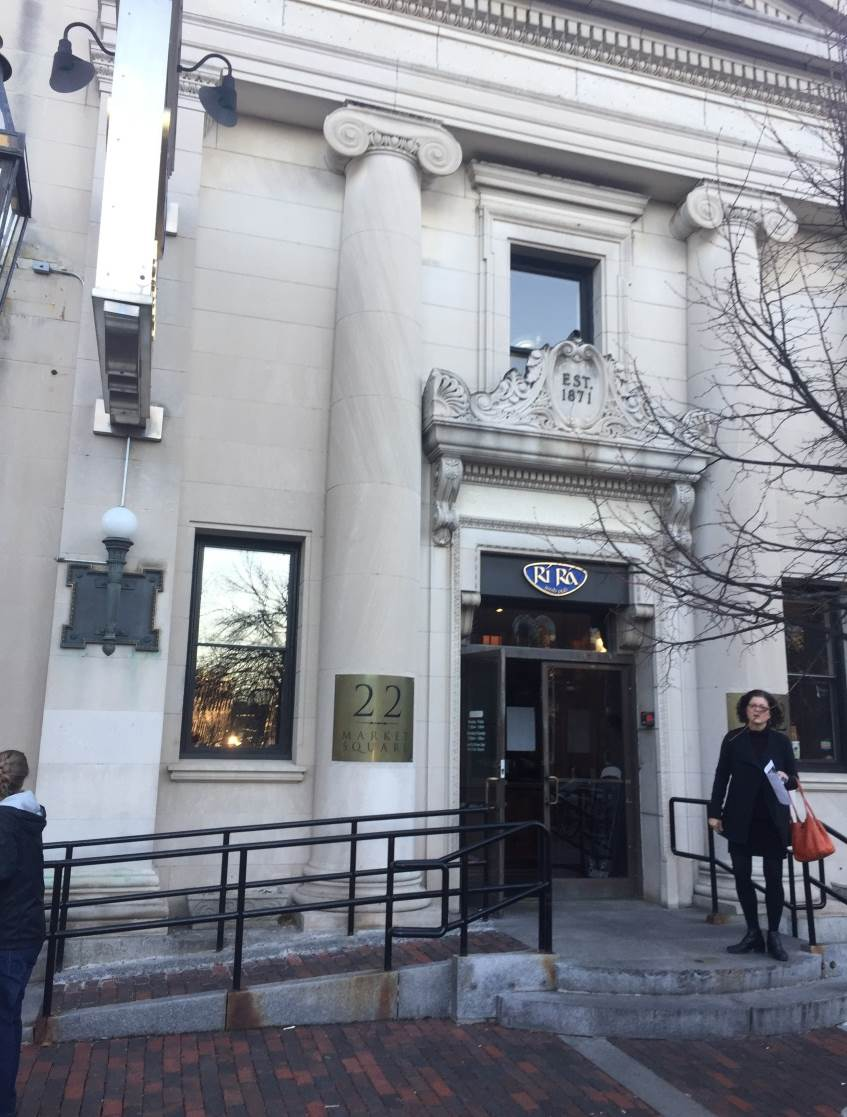 EST.
1871
RÍ RÁ
22
MARKET
SQUARE